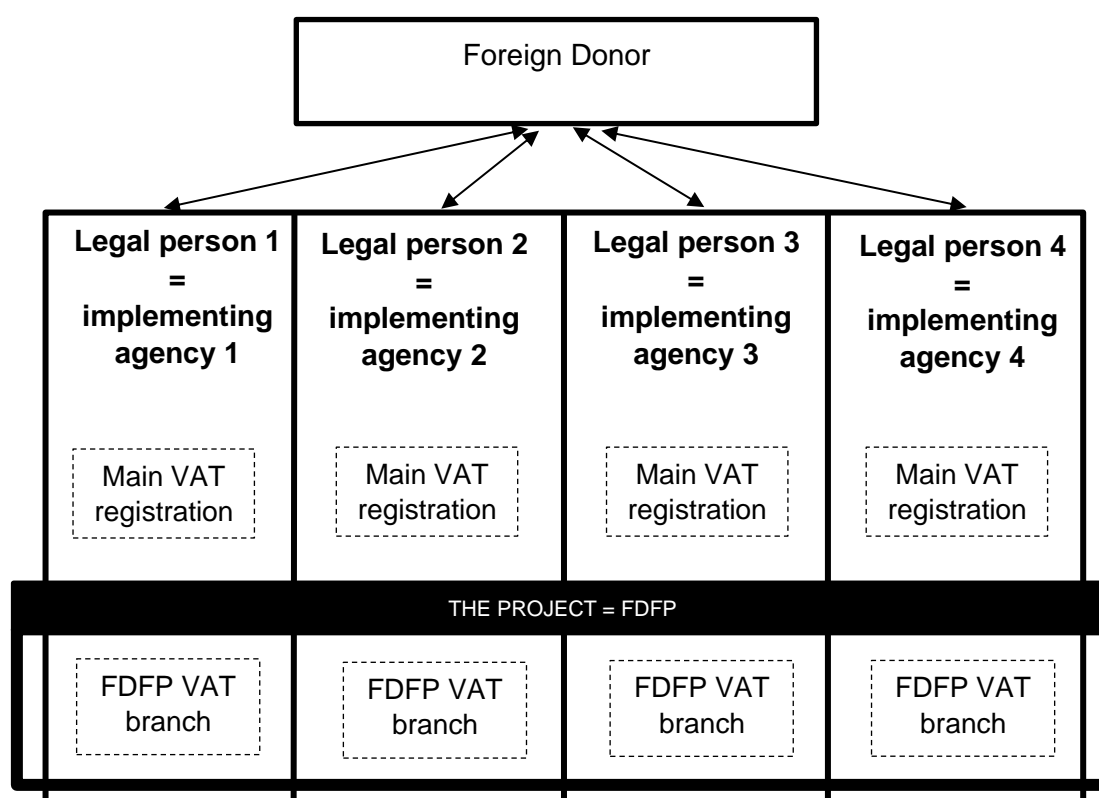 Foreign Donor
Legal person 1
=
implementing
agency 1
Legal person 2
=
implementing
agency 2
Legal person 3
=
implementing
agency 3
Legal person 4
=
implementing
agency 4
Main VAT
registration
Main VAT
registration
Main VAT
registration
Main VAT
registration
THE PROJECT = FDFP
FDFP VAT
branch
FDFP VAT
branch
FDFP VAT
branch
FDFP VAT
branch